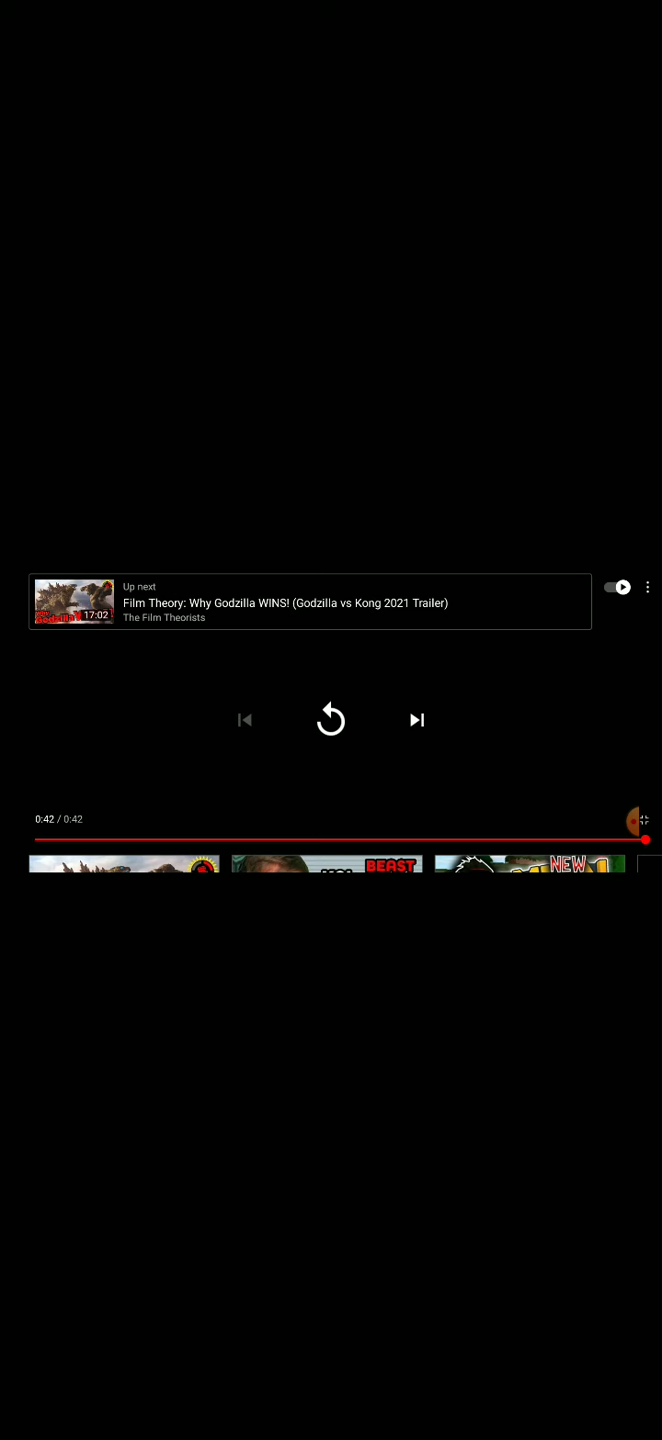 Up next
Film Theory: Why Godzilla WINS! (Godzilla vs Kong 2021 Trailer)
The Film Theorists
17:02
0:42 / 0:42
BEAST
NEW